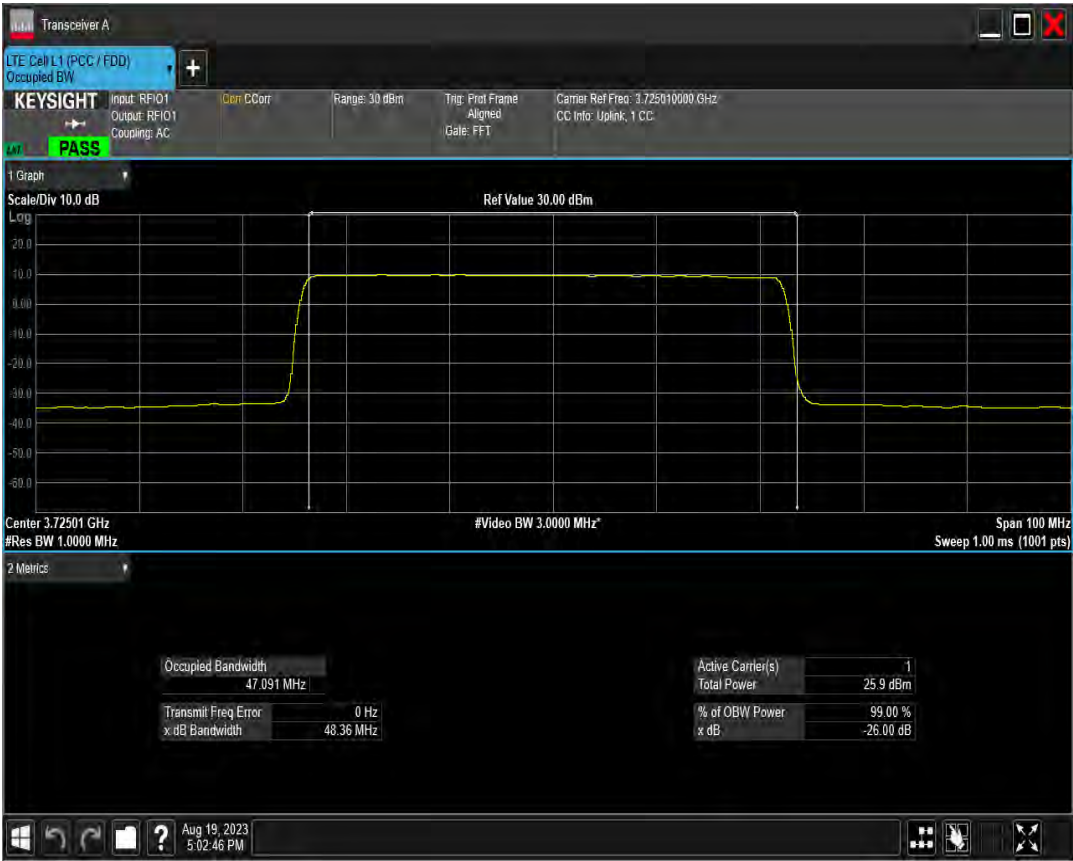 Transceiver A
LTE Cell L1 (PCC / FDD)
Occupied BW
+
KEYSIGHT
Input: RFIO1
Output: RFIO1
Coupling: AC
Corr CCorr
Range: 30 dBm
Trig: Prot Frame
Aligned
Gate: FFT
Carrier Ref Freq: 3.725010000 GHz
CC Info: Uplink, 1 CC
PASS
1 Graph
Scale/Div 10.0 dB
Ref Value 30.00 dBm
Log
20.0
10.0
0.00
-10.0
-20.0
-30.0
-40.0
-50.0
-60.0
Center 3.72501 GHz
#Video BW 3.0000 MHz*
Span 100 MHz
#Res BW 1.0000 MHz
Sweep 1.00 ms (1001 pts)
2 Metrics
Occupied Bandwidth
47.091 MHz
Transmit Freq Error 0 Hz
x dB Bandwidth 48.36 MHz
Active Carrier(s) 1
Total Power 25.9 dBm
% of OBW Power 99.00 %
x dB -26.00 dB
?
Aug 19, 2023
5:02:46 PM